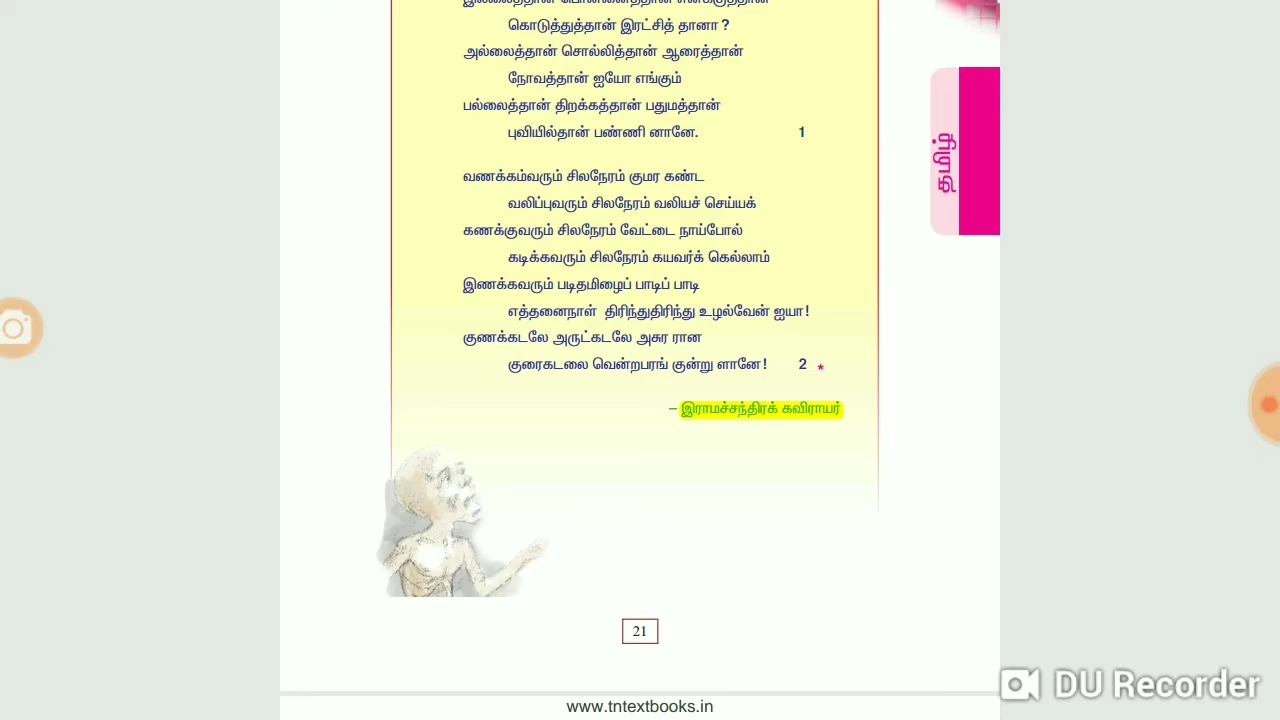 இல்லைத்தான் பொன்னைத்தான் எனக்குத்தான்
கொடுத்துத்தான் இரட்சித் தானா?
அல்லைத்தான் சொல்லித்தான் ஆரைத்தான்
நோவத்தான் ஐயோ எங்கும்
பல்லைத்தான் திறக்கத்தான் பதுமத்தான்
புவியில்தான் பண்ணி னானே. 1
வணக்கம்வரும் சிலநேரம் குமர கண்ட
வலிப்புவரும் சிலநேரம் வலியச் செய்யக்
கணக்குவரும் சிலநேரம் வேட்டை நாய்போல்
கடிக்கவரும் சிலநேரம் கயவர்க் கெல்லாம்
இணக்கவரும் படிதமிழைப் பாடிப் பாடி
எத்தனைநாள் திரிந்துதிரிந்து உழல்வேன் ஐயா!
குணக்கடலே அருட்கடலே அசுர ரான
குரைகடலை வென்றபரங் குன்று ளானே! 2 *
– இராமச்சந்திரக் கவிராயர்
தமிழ்
21
www.tntextbooks.in
DU Recorder